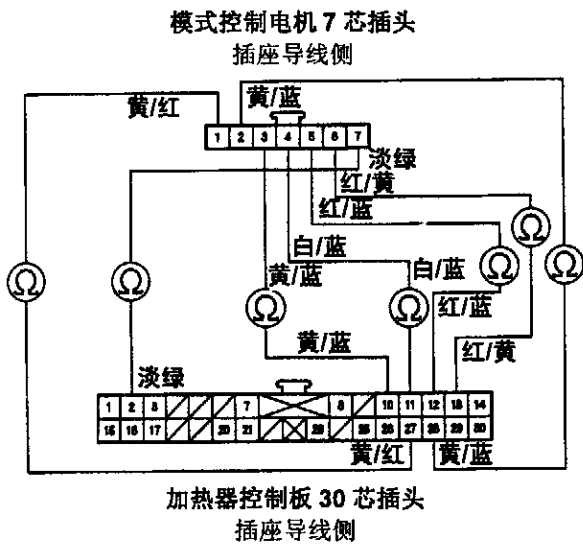 模式控制电机 7 芯插头
插座导线侧
黄/红
黄/蓝
1 2 3 4 5 6 7
淡绿
红/黄
红/蓝
白/蓝
黄/蓝
白/蓝
红/蓝
Ω Ω Ω Ω Ω Ω Ω
黄/蓝
红/黄
淡绿
1 2 3 7 8 10 11 12 13 14
15 16 17 20 21 25 26 27 28 29 30
黄/红
黄/蓝
加热器控制板 30 芯插头
插座导线侧